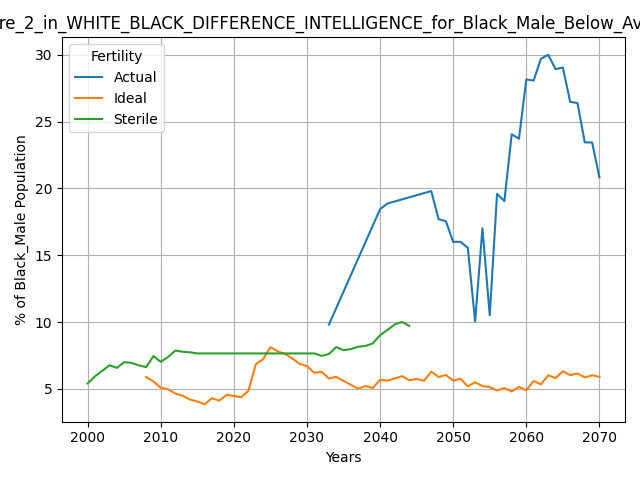 re_2_in_WHITE_BLACK_DIFFERENCE_INTELLIGENCE_for_Black_Male_Below_Av
Fertility
Actual
Ideal
Sterile
% of Black_Male Population
30
25
20
15
10
5
2000 2010 2020 2030 2040 2050 2060 2070
Years